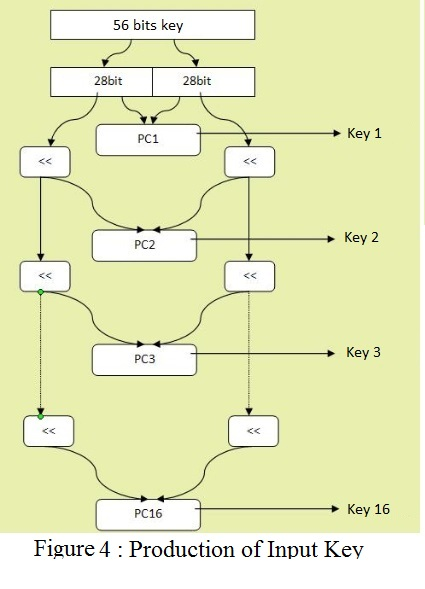 56 bits key
28bit 28bit
PC1 Key 1
<< <<
PC2 Key 2
<< <<
PC3 Key 3
<< <<
PC16 Key 16
Figure 4 : Production of Input Key